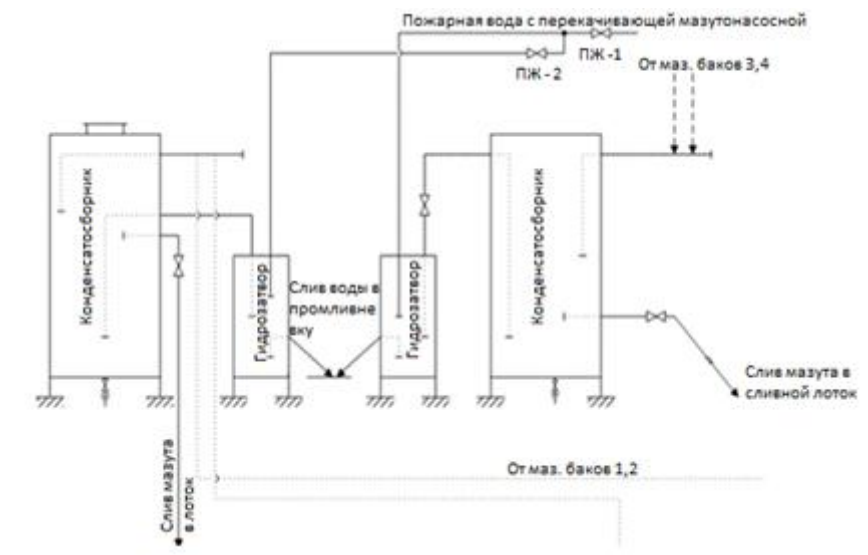 Пожарная вода с перекачивающей мазутонасосной
ПЖ -1
ПЖ - 2
От маз. баков 3,4
Конденсатосборник
Гидрозатвор
Слив воды в
промливне
вку
Гидрозатвор
Конденсатосборник
Слив мазута в
сливной лоток
От маз. баков 1,2
Слив мазута
в лоток